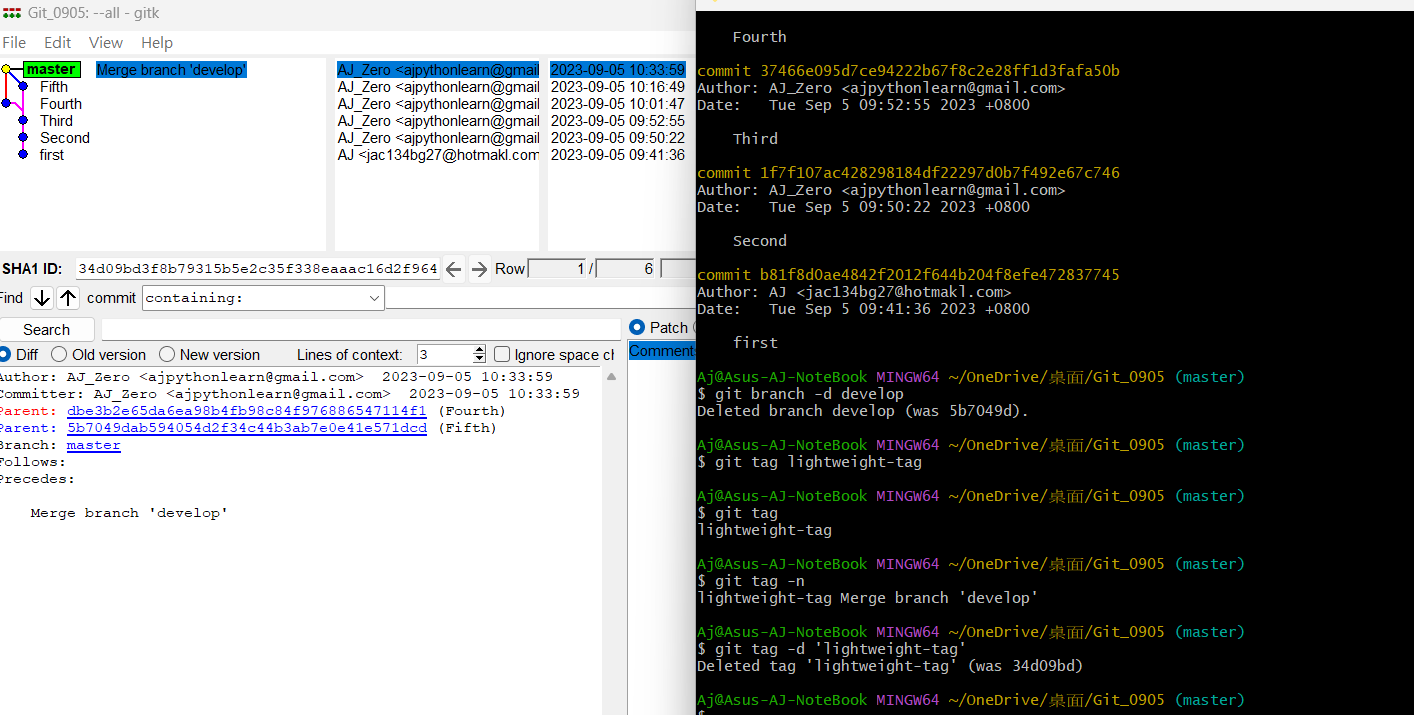 Git_0905: --all - gitk
File Edit View Help
master Merge branch 'develop' AJ_Zero <ajpythonlearn@gmail 2023-09-05 10:33:59
Fifth AJ_Zero <ajpythonlearn@gmail 2023-09-05 10:16:49
Fourth AJ_Zero <ajpythonlearn@gmail 2023-09-05 10:01:47
Third AJ_Zero <ajpythonlearn@gmail 2023-09-05 09:52:55
Second AJ_Zero <ajpythonlearn@gmail 2023-09-05 09:50:22
first AJ <jac134bg27@hotmakl.com 2023-09-05 09:41:36
SHA1 ID: 34d09bd3f8b79315b5e2c35f338eaaac16d2f964 Row 1 / 6
Find commit containing:
Search
Diff Old version New version Lines of context: 3 Ignore space ch
Patch
Comments
Author: AJ_Zero <ajpythonlearn@gmail.com> 2023-09-05 10:33:59
Committer: AJ_Zero <ajpythonlearn@gmail.com> 2023-09-05 10:33:59
Parent: dbe3b2e65da6ea98b4fb98c84f976886547114f1 (Fourth)
Parent: 5b7049dab594054d2f34c44b3ab7e0e41e571dcd (Fifth)
Branch: master
Follows:
Precedes:
Merge branch 'develop'
Fourth
commit 37466e095d7ce94222b67f8c2e28ff1d3fafa50b
Author: AJ_Zero <ajpythonlearn@gmail.com>
Date: Tue Sep 5 09:52:55 2023 +0800
Third
commit 1f7f107ac428298184df22297d0b7f492e67c746
Author: AJ_Zero <ajpythonlearn@gmail.com>
Date: Tue Sep 5 09:50:22 2023 +0800
Second
commit b81f8d0ae4842f2012f644b204f8efe472837745
Author: AJ <jac134bg27@hotmakl.com>
Date: Tue Sep 5 09:41:36 2023 +0800
first
Aj@Asus-AJ-NoteBook MINGW64 ~/OneDrive/桌面/Git_0905 (master)
$ git branch -d develop
Deleted branch develop (was 5b7049d).
Aj@Asus-AJ-NoteBook MINGW64 ~/OneDrive/桌面/Git_0905 (master)
$ git tag lightweight-tag
Aj@Asus-AJ-NoteBook MINGW64 ~/OneDrive/桌面/Git_0905 (master)
$ git tag
lightweight-tag
Aj@Asus-AJ-NoteBook MINGW64 ~/OneDrive/桌面/Git_0905 (master)
$ git tag -n
lightweight-tag Merge branch 'develop'
Aj@Asus-AJ-NoteBook MINGW64 ~/OneDrive/桌面/Git_0905 (master)
$ git tag -d 'lightweight-tag'
Deleted tag 'lightweight-tag' (was 34d09bd)
Aj@Asus-AJ-NoteBook MINGW64 ~/OneDrive/桌面/Git_0905 (master)
$